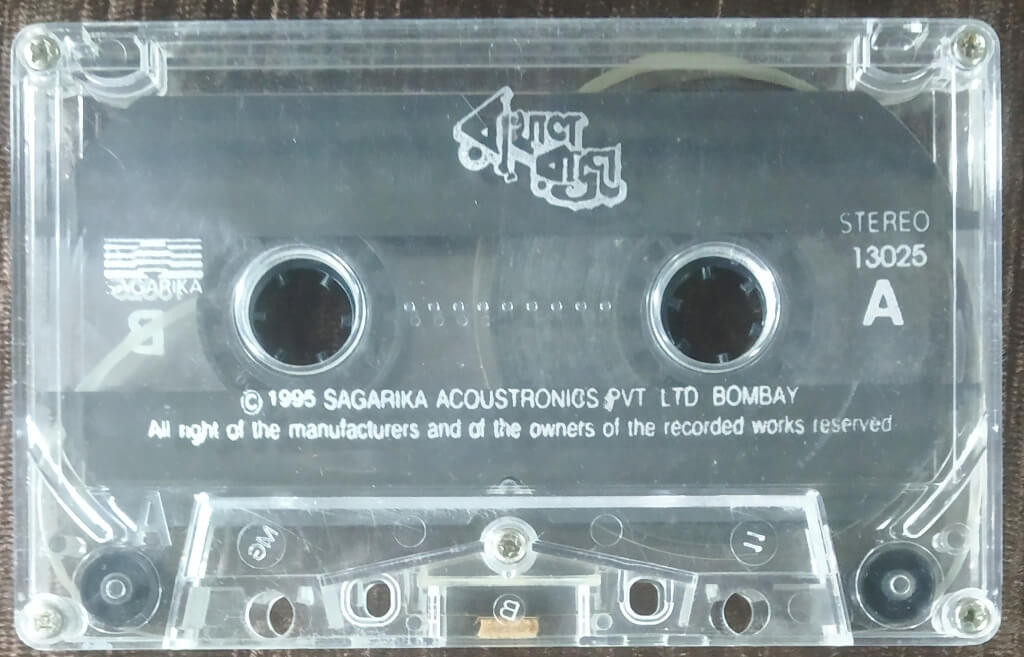 রাখাল
রাজা
STEREO
13025
SAGARIKA
A
© 1995 SAGARIKA ACOUSTRONICS PVT LTD BOMBAY
All right of the manufacturers and of the owners of the recorded works reserved
A
B